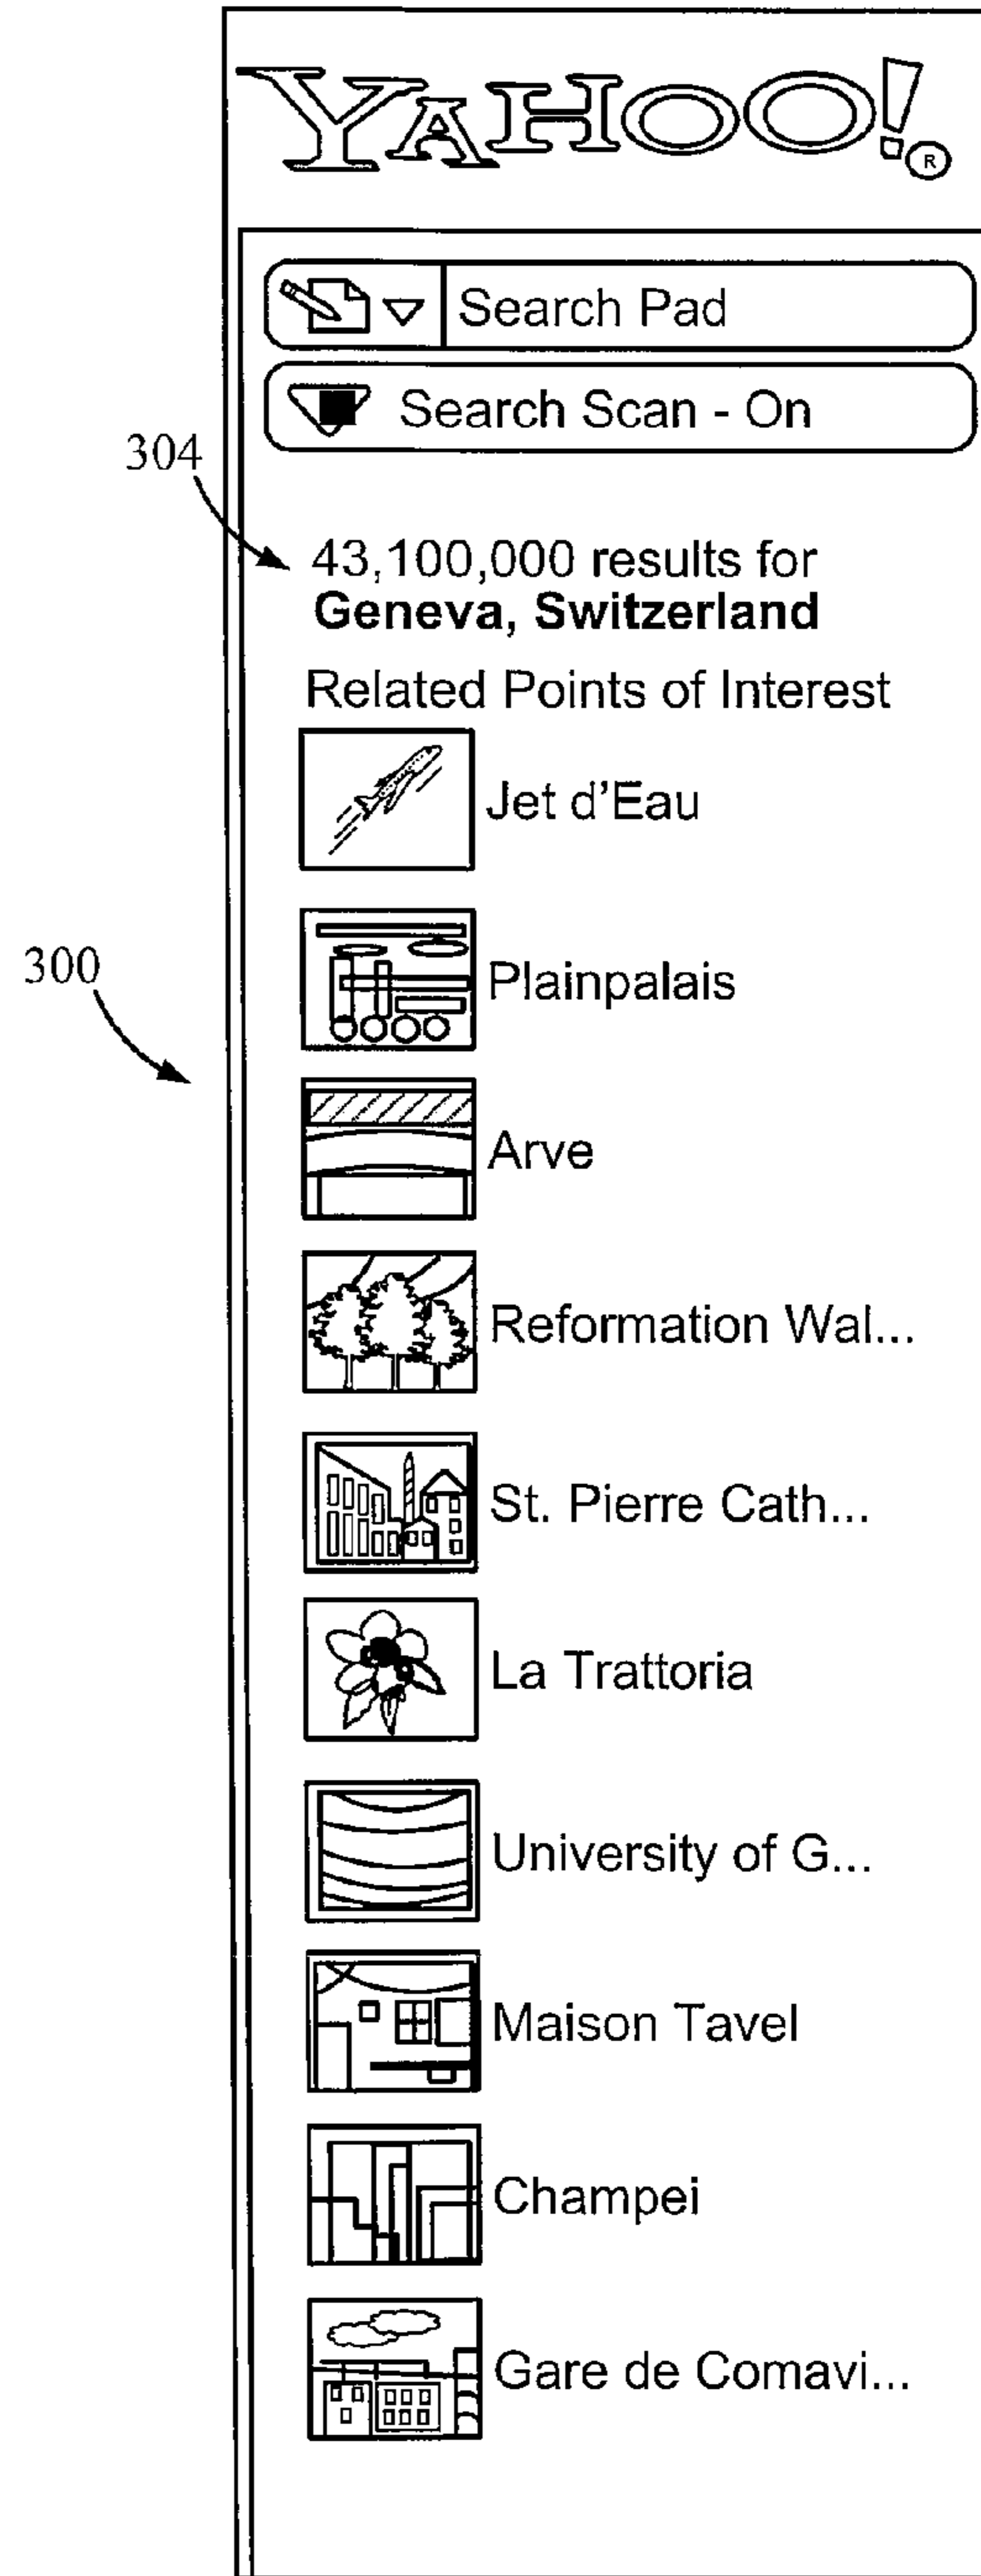 YAHOO!®
Search Pad
Search Scan - On
304
43,100,000 results for
Geneva, Switzerland
Related Points of Interest
Jet d'Eau
300
Plainpalais
Arve
Reformation Wal...
St. Pierre Cath...
La Trattoria
University of G...
Maison Tavel
Champei
Gare de Comavi...